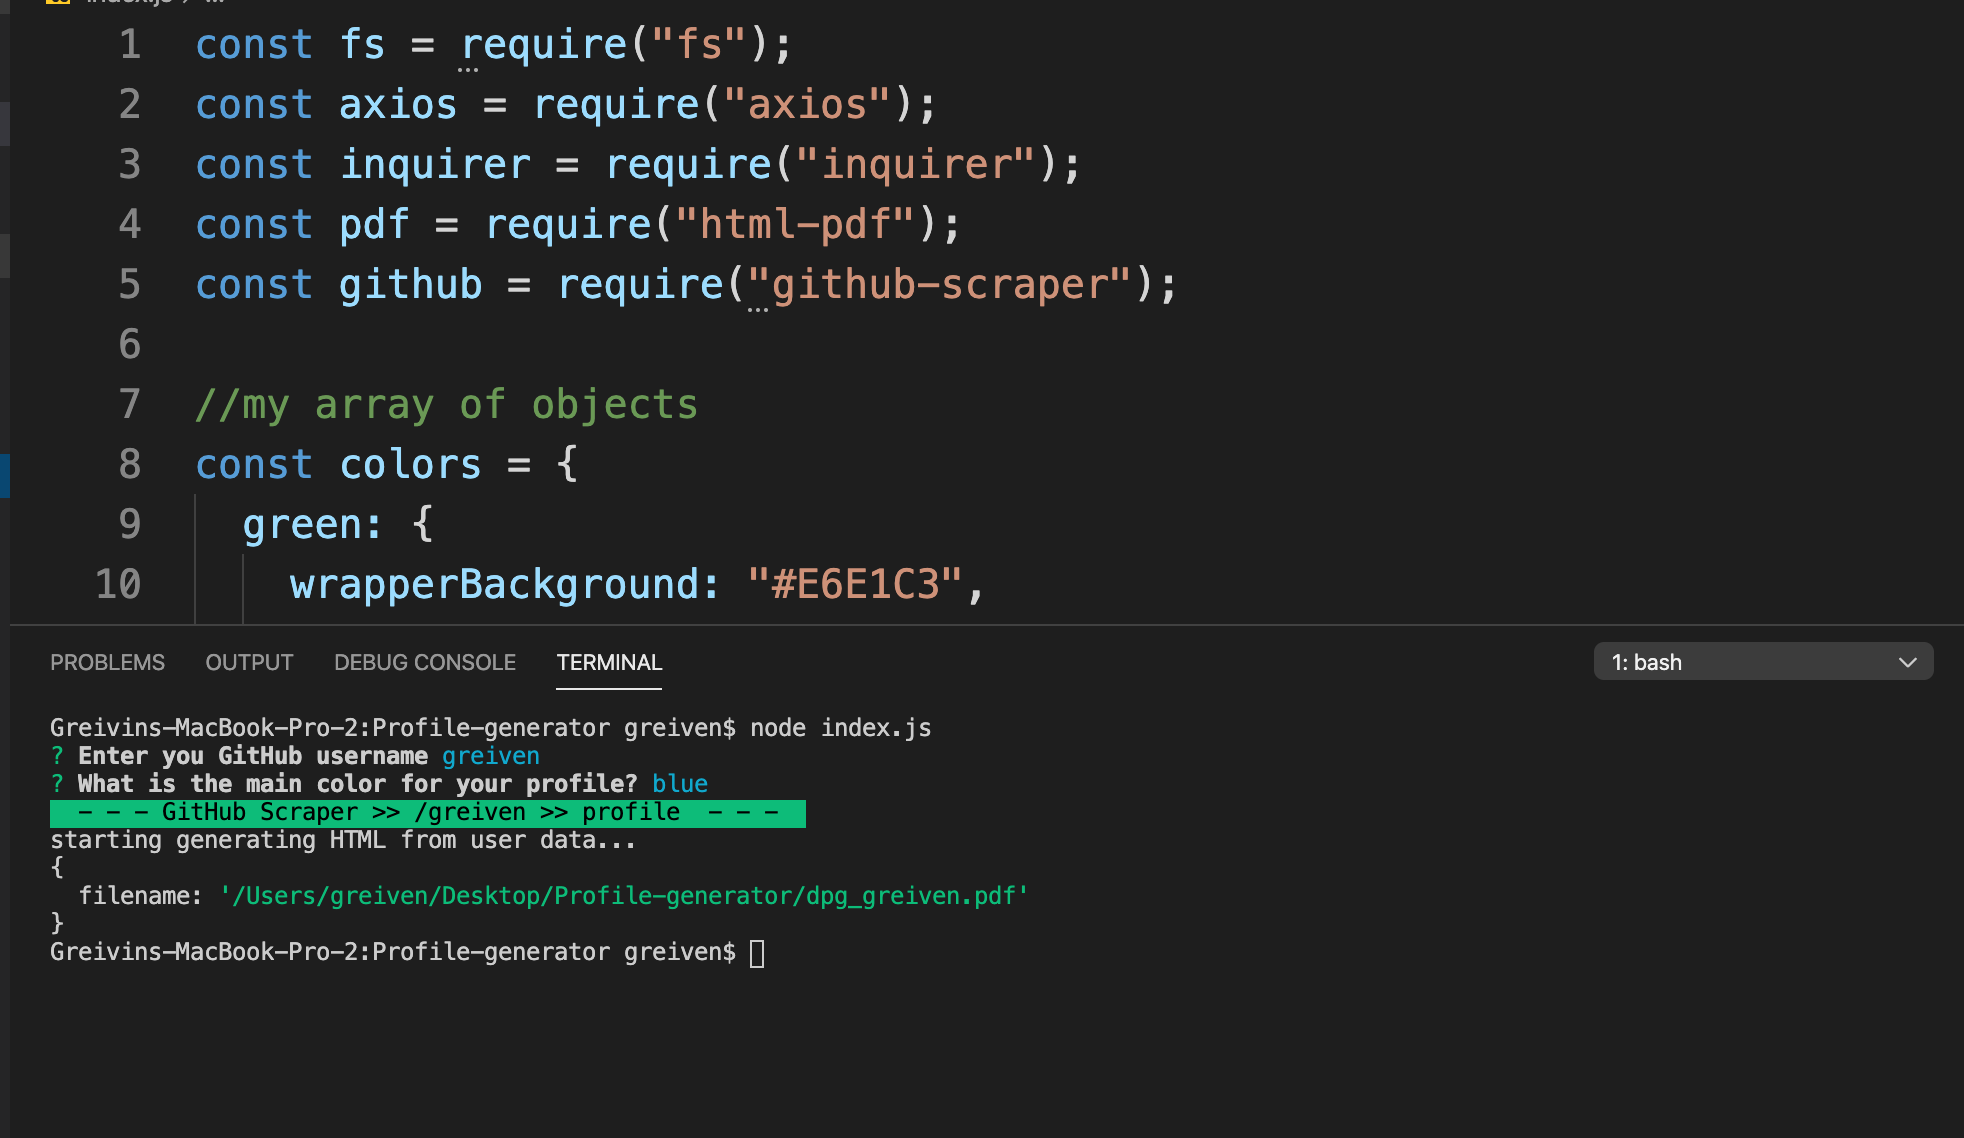 1 const fs = require("fs");
2 const axios = require("axios");
3 const inquirer = require("inquirer");
4 const pdf = require("html-pdf");
5 const github = require("github-scraper");
6
7 //my array of objects
8 const colors = {
9 green: {
10 wrapperBackground: "#E6E1C3",
PROBLEMS OUTPUT DEBUG CONSOLE TERMINAL 1: bash
Greivins-MacBook-Pro-2:Profile-generator greiven$ node index.js
? Enter you GitHub username greiven
? What is the main color for your profile? blue
- - - GitHub Scraper >> /greiven >> profile - - -
starting generating HTML from user data...
{
filename: '/Users/greiven/Desktop/Profile-generator/dpg_greiven.pdf'
}
Greivins-MacBook-Pro-2:Profile-generator greiven$